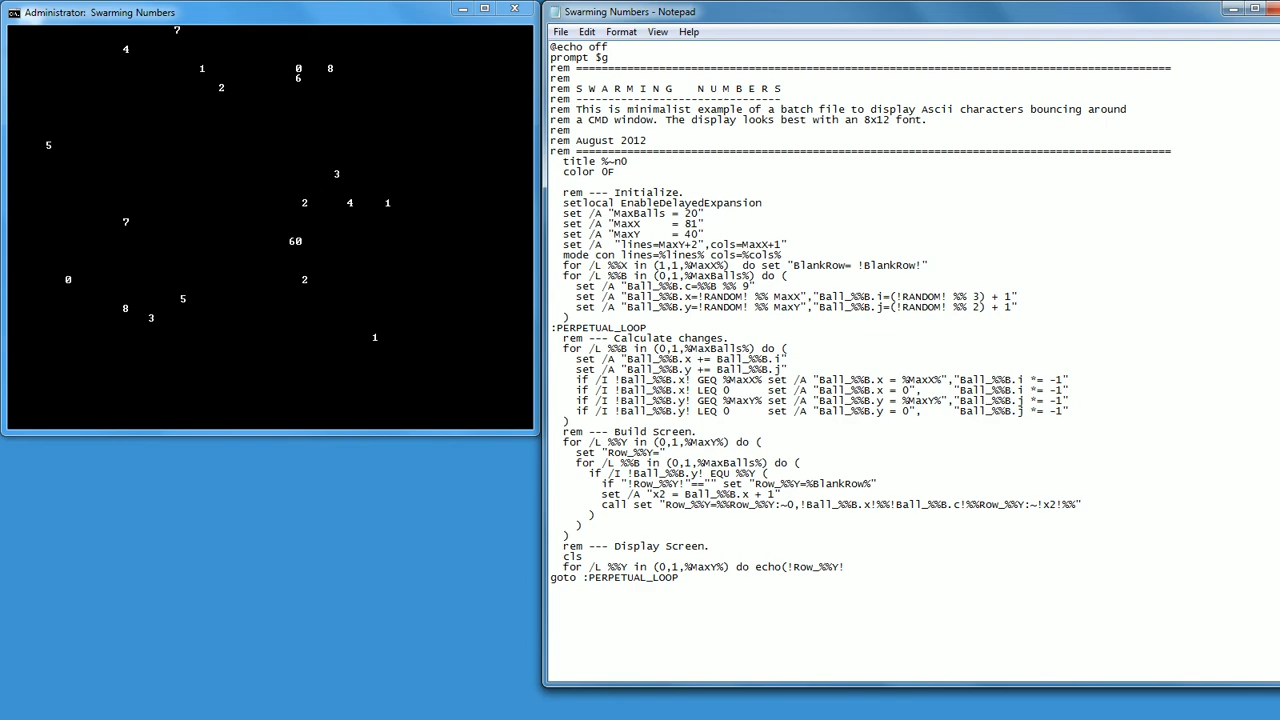 Administrator: Swarming Numbers
7
4
1 0 8
6
2
5
3
2 4 1
7
60
0 2
5
8
3
1
Swarming Numbers - Notepad
File Edit Format View Help
@echo off
prompt $g
rem =============================================================================================
rem
rem S W A R M I N G   N U M B E R S
rem -------------------------------
rem This is minimalist example of a batch file to display Ascii characters bouncing around
rem a CMD window. The display looks best with an 8x12 font.
rem
rem August 2012
rem =============================================================================================
  title %~n0
  color 0F
  rem --- Initialize.
  setlocal EnableDelayedExpansion
  set /A "MaxBalls = 20"
  set /A "MaxX     = 81"
  set /A "MaxY     = 40"
  set /A  "lines=MaxY+2",cols=MaxX+1"
  mode con lines=%lines% cols=%cols%
  for /L %%X in (1,1,%MaxX%)  do set "BlankRow= !BlankRow!"
  for /L %%B in (0,1,%MaxBalls%) do (
    set /A "Ball_%%B.c=%%B %% 9"
    set /A "Ball_%%B.x=!RANDOM! %% MaxX","Ball_%%B.i=(!RANDOM! %% 3) + 1"
    set /A "Ball_%%B.y=!RANDOM! %% MaxY","Ball_%%B.j=(!RANDOM! %% 2) + 1"
  )
:PERPETUAL_LOOP
  rem --- Calculate changes.
  for /L %%B in (0,1,%MaxBalls%) do (
    set /A "Ball_%%B.x += Ball_%%B.i"
    set /A "Ball_%%B.y += Ball_%%B.j"
    if /I !Ball_%%B.x! GEQ %MaxX% set /A "Ball_%%B.x = %MaxX%","Ball_%%B.i *= -1"
    if /I !Ball_%%B.x! LEQ 0      set /A "Ball_%%B.x = 0",     "Ball_%%B.i *= -1"
    if /I !Ball_%%B.y! GEQ %MaxY% set /A "Ball_%%B.y = %MaxY%","Ball_%%B.j *= -1"
    if /I !Ball_%%B.y! LEQ 0      set /A "Ball_%%B.y = 0",     "Ball_%%B.j *= -1"
  )
  rem --- Build Screen.
  for /L %%Y in (0,1,%MaxY%) do (
    set "Row_%%Y="
    for /L %%B in (0,1,%MaxBalls%) do (
      if /I !Ball_%%B.y! EQU %%Y (
        if "!Row_%%Y!"=="" set "Row_%%Y=%BlankRow%"
        set /A "x2 = Ball_%%B.x + 1"
        call set "Row_%%Y=%%Row_%%Y:~0,!Ball_%%B.x!%%!Ball_%%B.c!%%Row_%%Y:~!x2!%%"
      )
    )
  )
  rem --- Display Screen.
  cls
  for /L %%Y in (0,1,%MaxY%) do echo(!Row_%%Y!
goto :PERPETUAL_LOOP